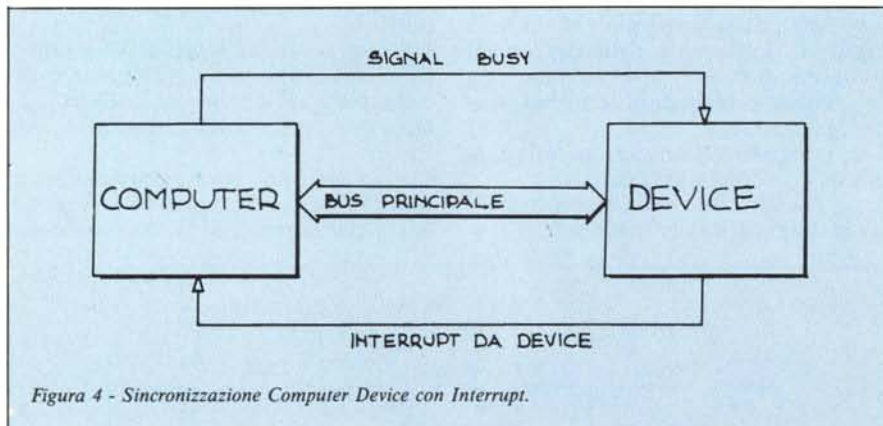 SIGNAL BUSY
COMPUTER
BUS PRINCIPALE
DEVICE
INTERRUPT DA DEVICE
Figura 4 - Sincronizzazione Computer Device con Interrupt.